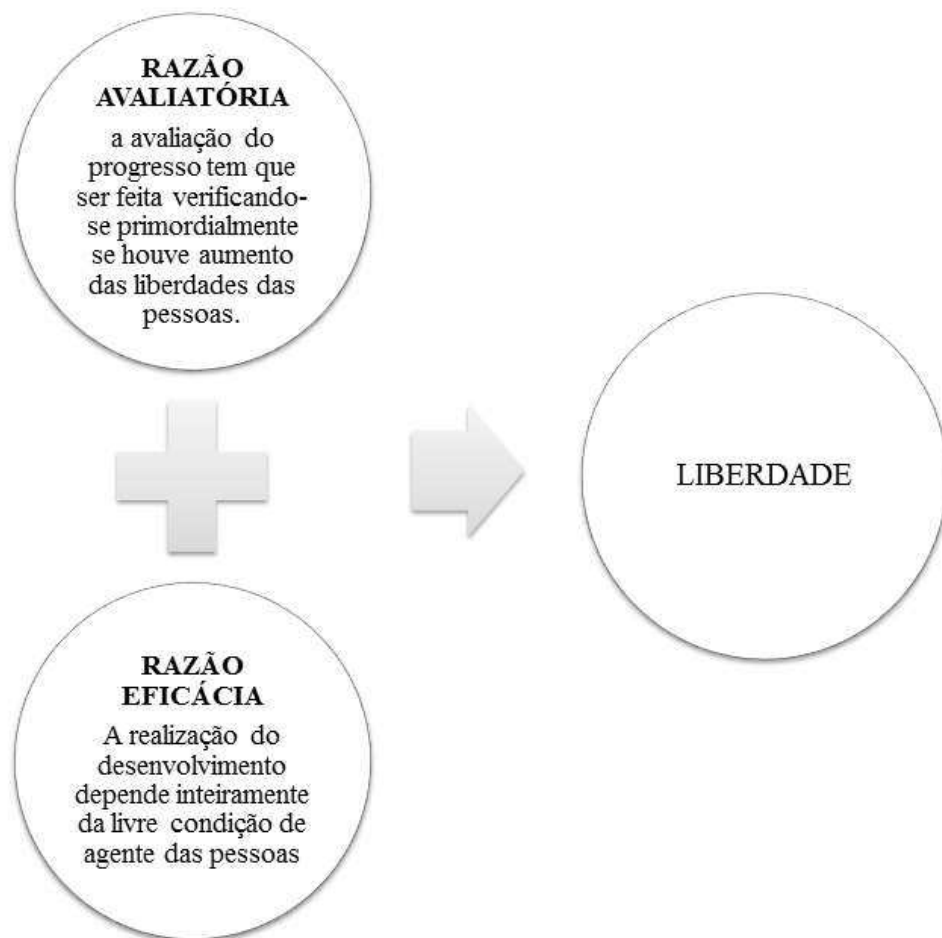 RAZÃO
AVALIATÓRIA
a avaliação do
progresso tem que
ser feita verificando-
se primordialmente
se houve aumento
das liberdades das
pessoas.
LIBERDADE
RAZÃO
EFICÁCIA
A realização do
desenvolvimento
depende inteiramente
da livre condição de
agente das pessoas